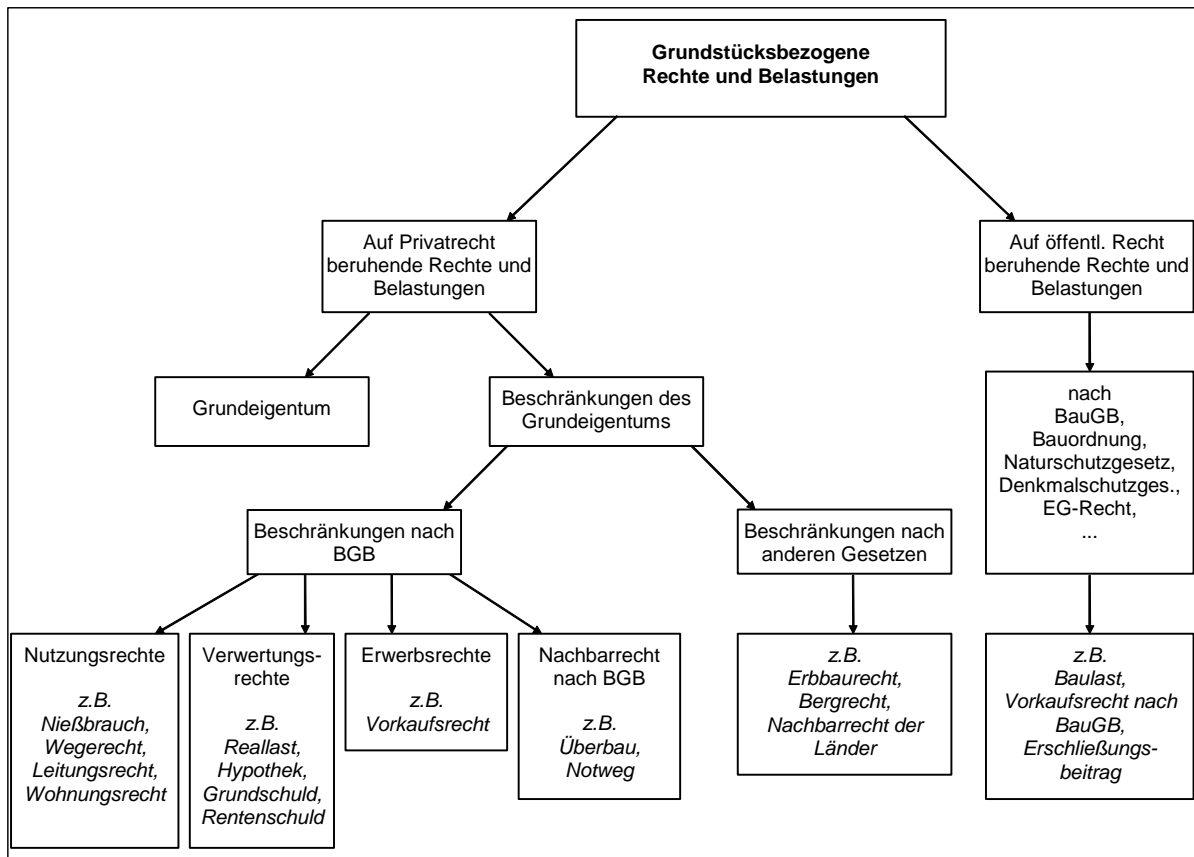 Grundstücksbezogene
Rechte und Belastungen
Auf Privatrecht
beruhende Rechte und
Belastungen
Auf öffentl. Recht
beruhende Rechte und
Belastungen
Grundeigentum
Beschränkungen des
Grundeigentums
nach
BauGB,
Bauordnung,
Naturschutzgesetz,
Denkmalschutzges.,
EG-Recht,
...
Beschränkungen nach
BGB
Beschränkungen nach
anderen Gesetzen
Nutzungsrechte
z.B.
Nießbrauch,
Wegerecht,
Leitungsrecht,
Wohnungsrecht
Verwertungs-
rechte
z.B.
Reallast,
Hypothek,
Grundschuld,
Rentenschuld
Erwerbsrechte
z.B.
Vorkaufsrecht
Nachbarrecht
nach BGB
z.B.
Überbau,
Notweg
z.B.
Erbbaurecht,
Bergrecht,
Nachbarrecht der
Länder
z.B.
Baulast,
Vorkaufsrecht nach
BauGB,
Erschließungs-
beitrag